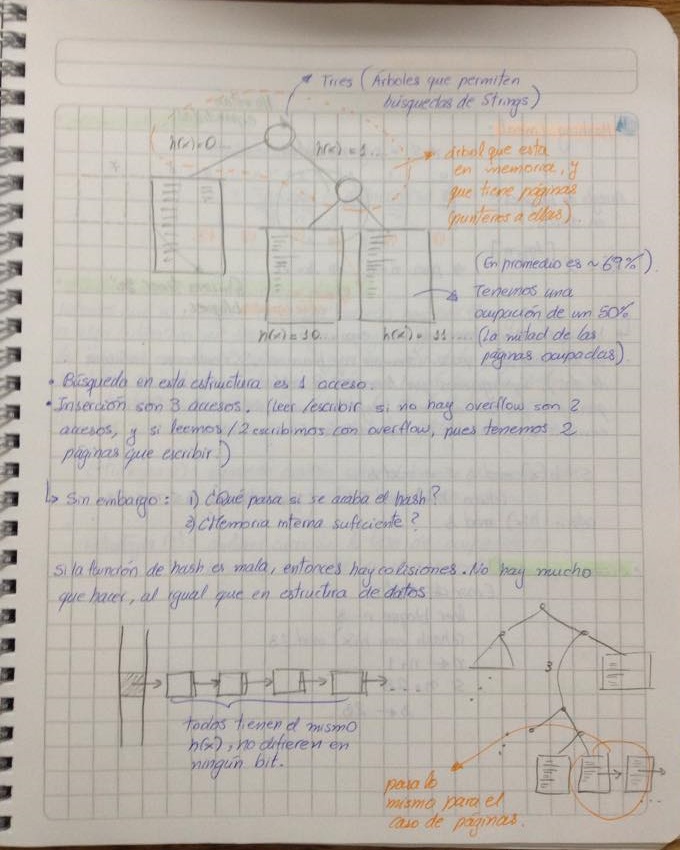 Tries (Árboles que permiten
búsquedas de Strings)
h(x)=0...
h(x)=1...
árbol que esta
en memoria, y
que tiene páginas
(punteros a ellas).
(En promedio es ~69%).
Tenemos una
ocupación de un 50%
(la mitad de las
páginas ocupadas).
h(x)=10...
h(x)=11...
• Búsqueda en esta estructura es 1 acceso.
• Inserción son 3 accesos. (leer/escribir si no hay overflow son 2
accesos, y si leemos/2 escribimos con overflow, pues tenemos 2
páginas que escribir.)
↳ Sin embargo: 1) ¿Qué pasa si se acaba el hash?
2) ¿Memoria interna suficiente?
Si la función de hash es mala, entonces hay colisiones. No hay mucho
que hacer, al igual que en estructura de datos
3
todos tienen el mismo
h(x), no difieren en
ningún bit.
pasa lo
mismo para el
caso de páginas.